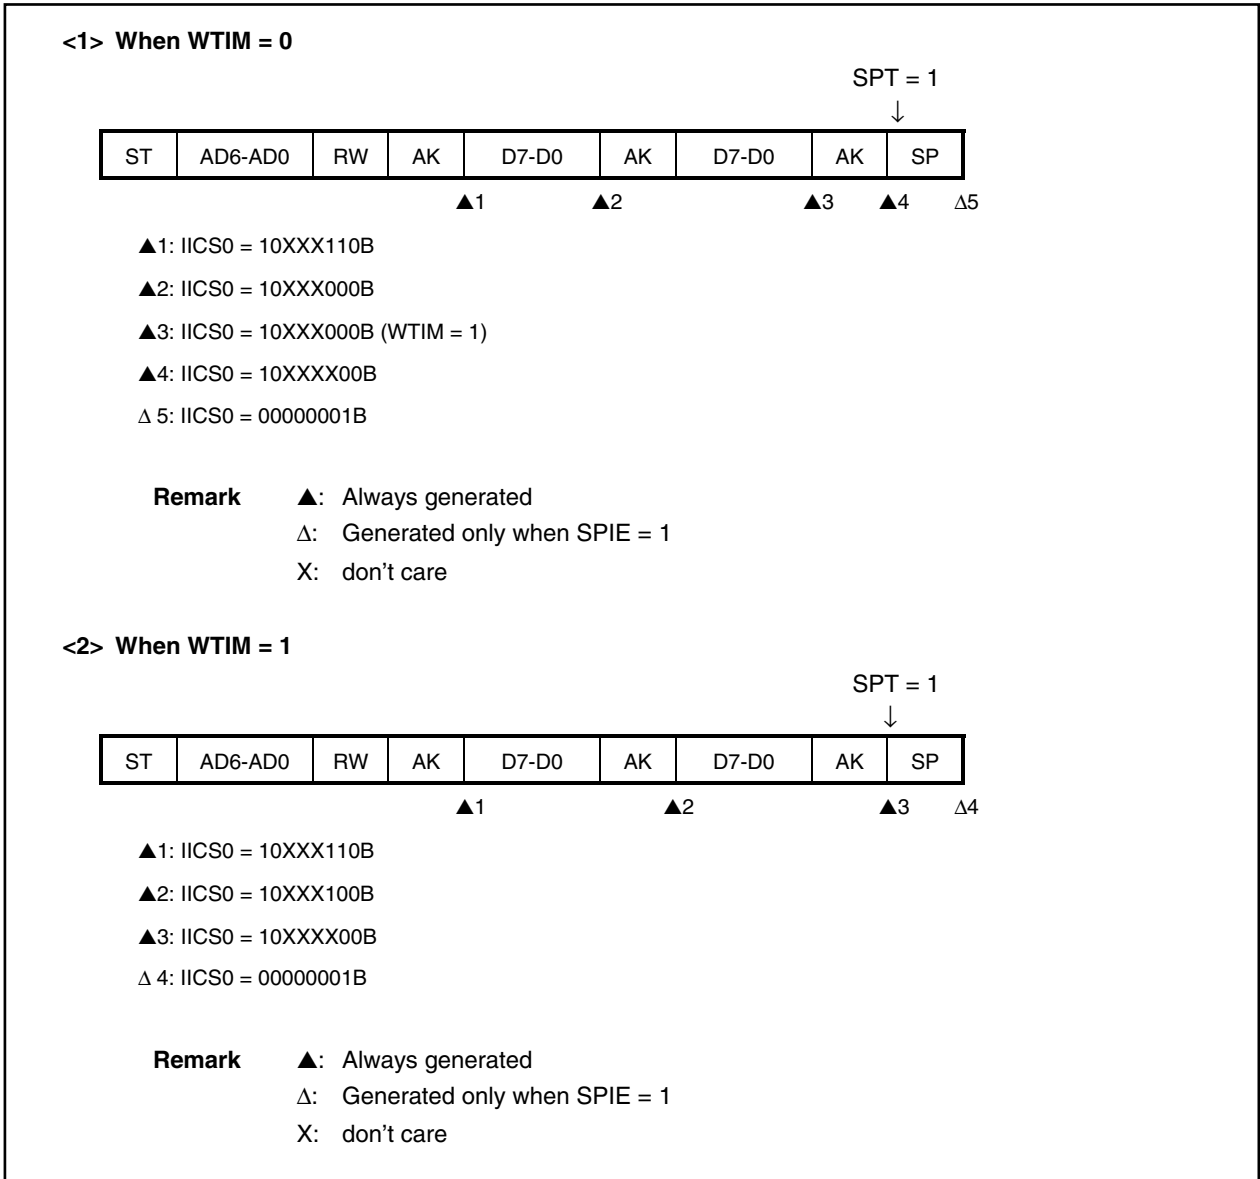 <1> When WTIM = 0
SPT = 1
↓
ST AD6-AD0 RW AK D7-D0 AK D7-D0 AK SP
▲1 ▲2 ▲3 ▲4 Δ5
▲1: IICS0 = 10XXX110B
▲2: IICS0 = 10XXX000B
▲3: IICS0 = 10XXX000B (WTIM = 1)
▲4: IICS0 = 10XXXX00B
Δ 5: IICS0 = 00000001B
Remark ▲: Always generated
Δ: Generated only when SPIE = 1
X: don't care
<2> When WTIM = 1
SPT = 1
↓
ST AD6-AD0 RW AK D7-D0 AK D7-D0 AK SP
▲1 ▲2 ▲3 Δ4
▲1: IICS0 = 10XXX110B
▲2: IICS0 = 10XXX100B
▲3: IICS0 = 10XXXX00B
Δ 4: IICS0 = 00000001B
Remark ▲: Always generated
Δ: Generated only when SPIE = 1
X: don't care